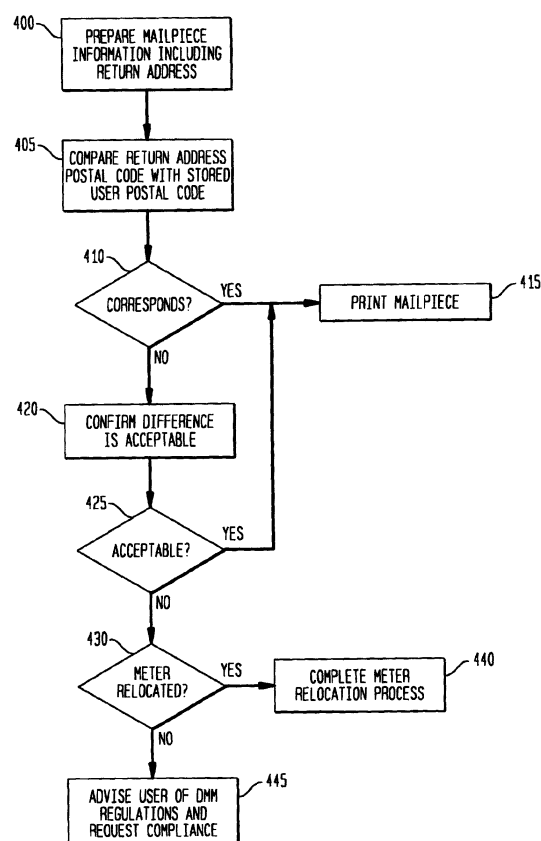 400
PREPARE MAILPIECE
INFORMATION INCLUDING
RETURN ADDRESS
405
COMPARE RETURN ADDRESS
POSTAL CODE WITH STORED
USER POSTAL CODE
410
CORRESPONDS?
YES
PRINT MAILPIECE
415
NO
420
CONFIRM DIFFERENCE
IS ACCEPTABLE
425
ACCEPTABLE?
YES
NO
430
METER
RELOCATED?
YES
COMPLETE METER
RELOCATION PROCESS
440
NO
445
ADVISE USER OF DMM
REGULATIONS AND
REQUEST COMPLIANCE